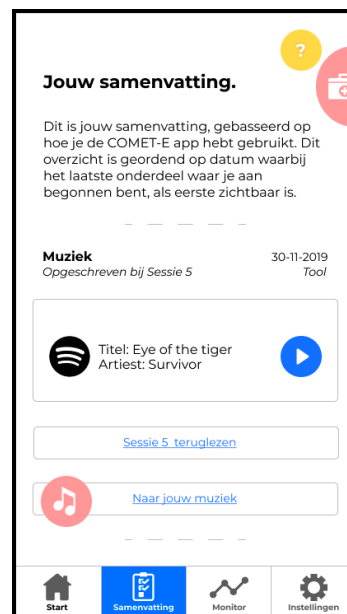 ?
Jouw samenvatting.
Dit is jouw samenvatting, gebasseerd op
hoe je de COMET-E app hebt gebruikt. Dit
overzicht is geordend op datum waarbij
het laatste onderdeel waar je aan
begonnen bent, als eerste zichtbaar is.
Muziek 30-11-2019
Opgeschreven bij Sessie 5 Tool
Titel: Eye of the tiger
Artiest: Survivor
Sessie 5 teruglezen
Naar jouw muziek
Start Samenvatting Monitor Instellingen